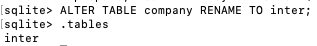 [sqlite> ALTER TABLE company RENAME TO inter;
[sqlite> .tables
inter